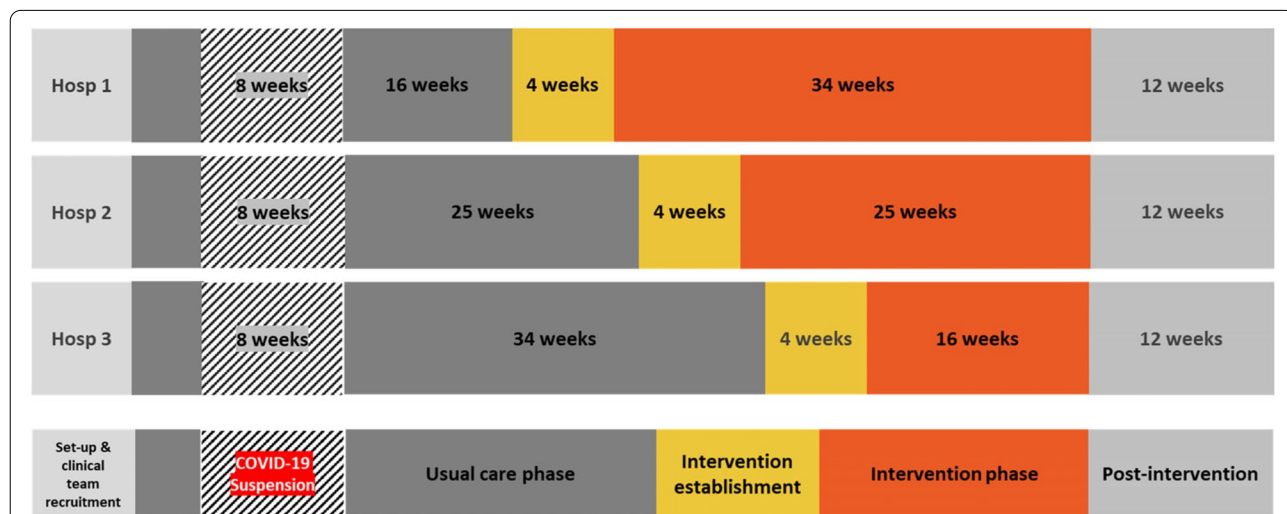 Hosp 1
8 weeks
16 weeks
4 weeks
34 weeks
12 weeks
Hosp 2
8 weeks
25 weeks
4 weeks
25 weeks
12 weeks
Hosp 3
8 weeks
34 weeks
4 weeks
16 weeks
12 weeks
Set-up &
clinical
team
recruitment
COVID-19
Suspension
Usual care phase
Intervention
establishment
Intervention phase
Post-intervention